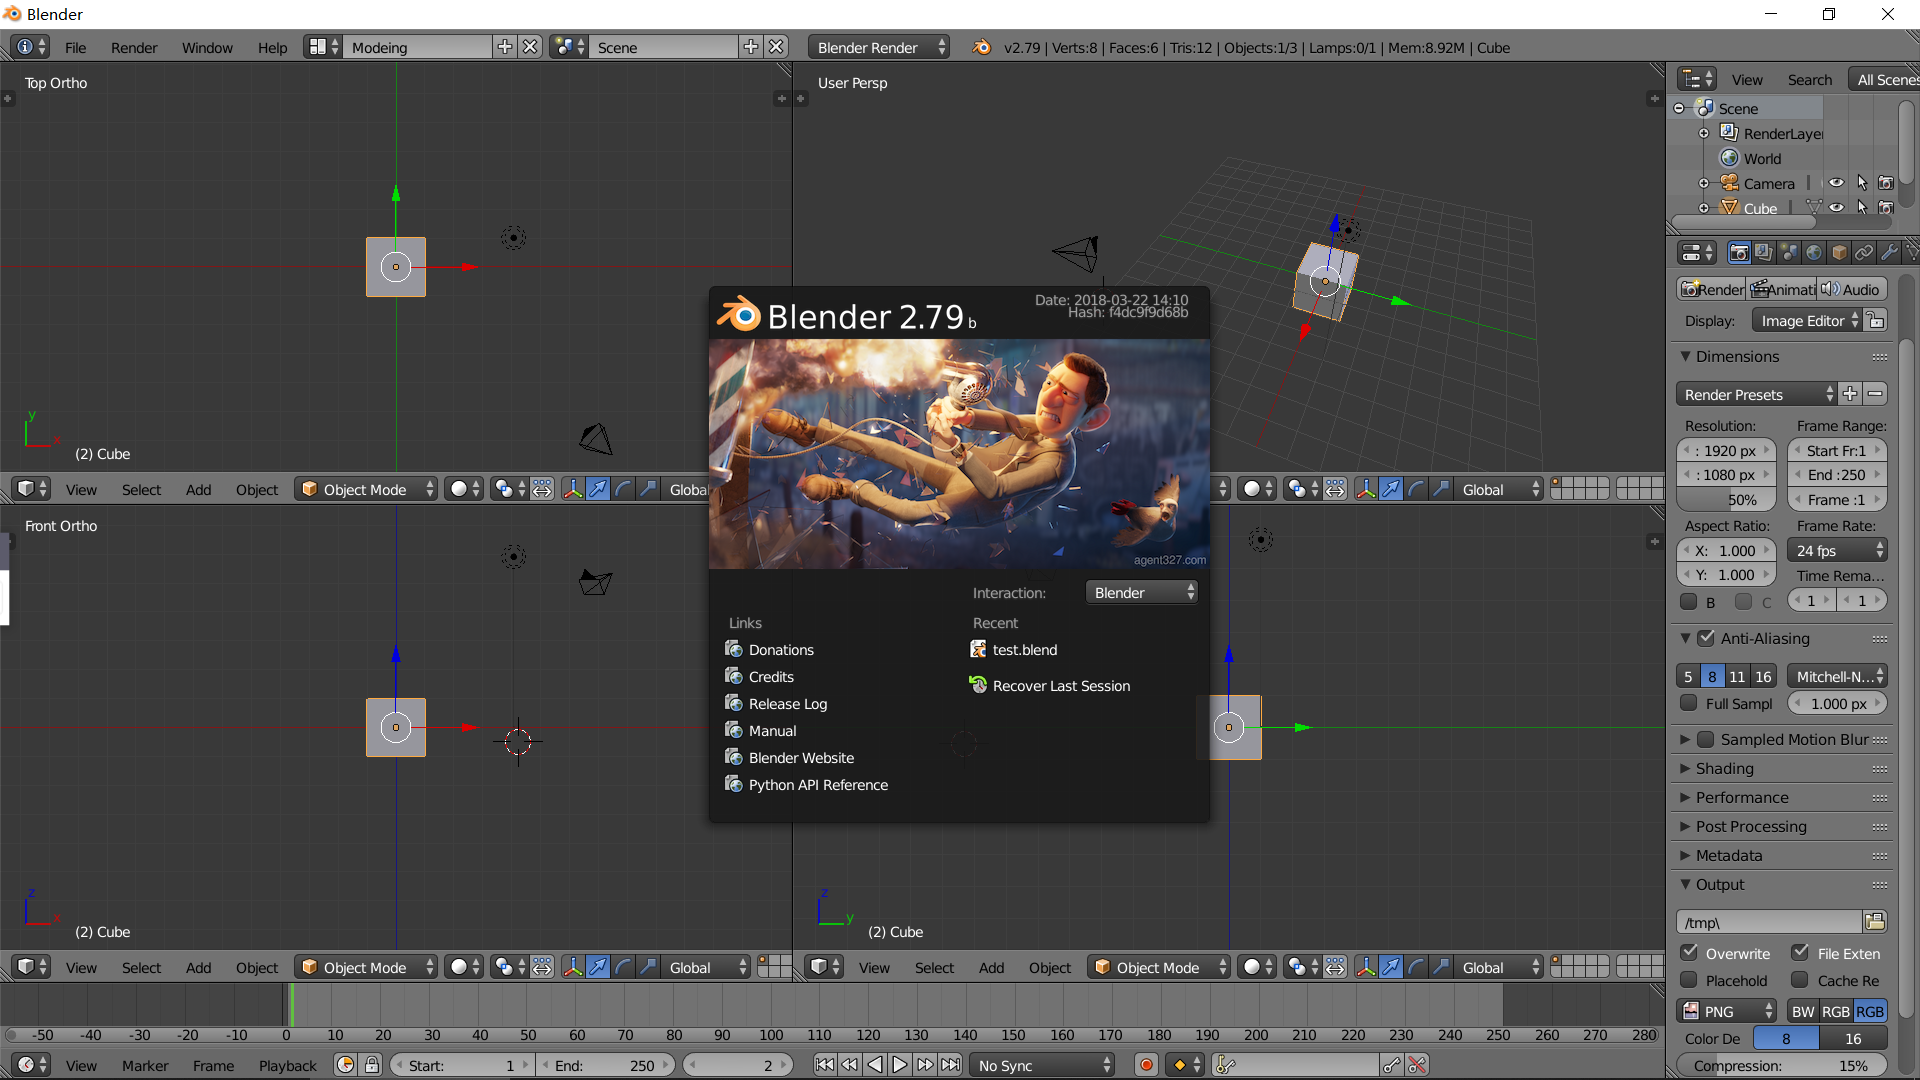 Blender
File Render Window Help Modeing Scene Blender Render v2.79 | Verts:8 | Faces:6 | Tris:12 | Objects:1/3 | Lamps:0/1 | Mem:8.92M | Cube
Top Ortho
y
x
(2) Cube
View Select Add Object Object Mode Global
User Persp
Global
Front Ortho
z
x
(2) Cube
View Select Add Object Object Mode Global
z
y
(2) Cube
View Select Add Object Object Mode Global
Blender 2.79 b
Date: 2018-03-22 14:10
Hash: f4dc9f9d68b
agent327.com
Interaction: Blender
Links
Donations
Credits
Release Log
Manual
Blender Website
Python API Reference
Recent
test.blend
Recover Last Session
View Search All Scenes
Scene
RenderLayer
World
Camera
Cube
Render Animati Audio
Display: Image Editor
Dimensions
Render Presets
Resolution: Frame Range:
: 1920 px Start Fr:1
: 1080 px End :250
50% Frame :1
Aspect Ratio: Frame Rate:
X: 1.000 24 fps
Y: 1.000 Time Rema...
B C 1 1
Anti-Aliasing
5 8 11 16 Mitchell-N...
Full Sampl 1.000 px
Sampled Motion Blur
Shading
Performance
Post Processing
Metadata
Output
/tmp\
Overwrite File Exten
Placehold Cache Re
PNG BW RGB RGB
Color De 8 16
Compression: 15%
-50 -40 -30 -20 -10 0 10 20 30 40 50 60 70 80 90 100 110 120 130 140 150 160 170 180 190 200 210 220 230 240 250 260 270 280
View Marker Frame Playback Start: 1 End: 250 2 No Sync